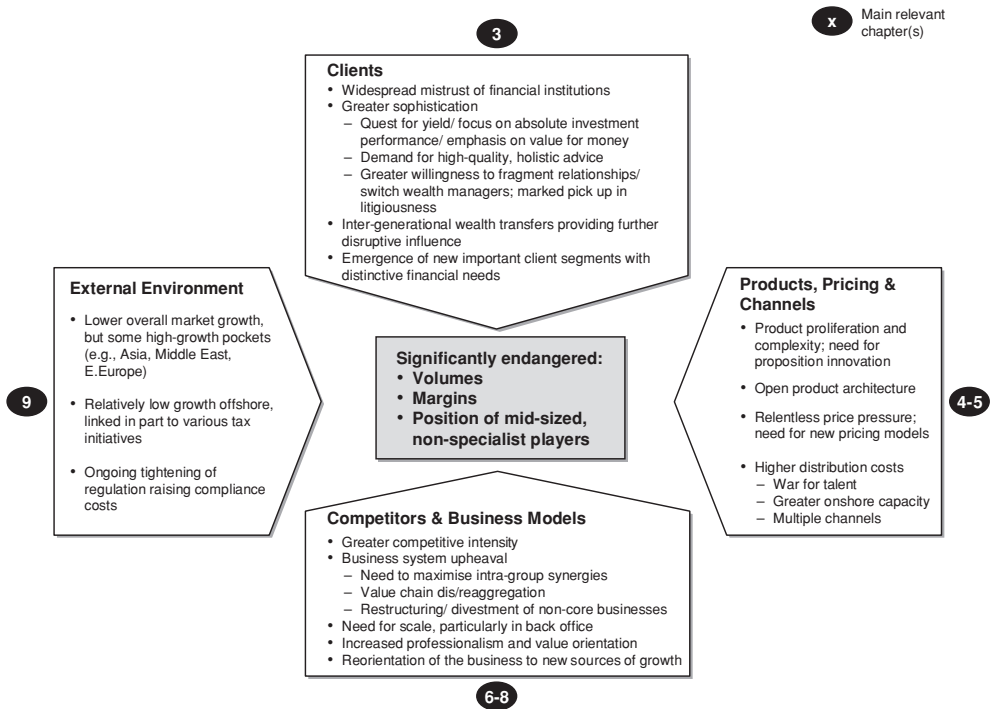 x
Main relevant
chapter(s)
3
Clients
• Widespread mistrust of financial institutions
• Greater sophistication
– Quest for yield/ focus on absolute investment
performance/ emphasis on value for money
– Demand for high-quality, holistic advice
– Greater willingness to fragment relationships/
switch wealth managers; marked pick up in
litigiousness
• Inter-generational wealth transfers providing further
disruptive influence
• Emergence of new important client segments with
distinctive financial needs
External Environment
• Lower overall market growth,
but some high-growth pockets
(e.g., Asia, Middle East,
E.Europe)
• Relatively low growth offshore,
linked in part to various tax
initiatives
• Ongoing tightening of
regulation raising compliance
costs
9
Significantly endangered:
• Volumes
• Margins
• Position of mid-sized,
non-specialist players
Products, Pricing &
Channels
• Product proliferation and
complexity; need for
proposition innovation
• Open product architecture
• Relentless price pressure;
need for new pricing models
• Higher distribution costs
– War for talent
– Greater onshore capacity
– Multiple channels
4-5
Competitors & Business Models
• Greater competitive intensity
• Business system upheaval
– Need to maximise intra-group synergies
– Value chain dis/reaggregation
– Restructuring/ divestment of non-core businesses
• Need for scale, particularly in back office
• Increased professionalism and value orientation
• Reorientation of the business to new sources of growth
6-8